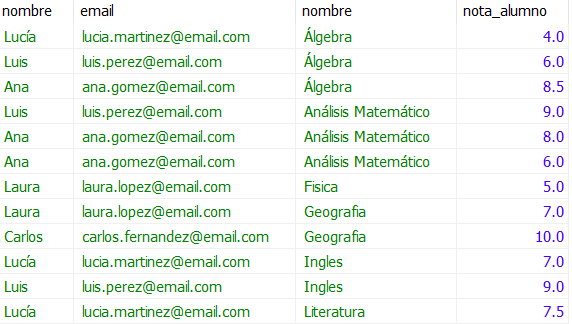 nombre email nombre nota_alumno
Lucía lucia.martinez@email.com Álgebra 4.0
Luis luis.perez@email.com Álgebra 6.0
Ana ana.gomez@email.com Álgebra 8.5
Luis luis.perez@email.com Análisis Matemático 9.0
Ana ana.gomez@email.com Análisis Matemático 8.0
Ana ana.gomez@email.com Análisis Matemático 6.0
Laura laura.lopez@email.com Fisica 5.0
Laura laura.lopez@email.com Geografia 7.0
Carlos carlos.fernandez@email.com Geografia 10.0
Lucía lucia.martinez@email.com Ingles 7.0
Luis luis.perez@email.com Ingles 9.0
Lucía lucia.martinez@email.com Literatura 7.5